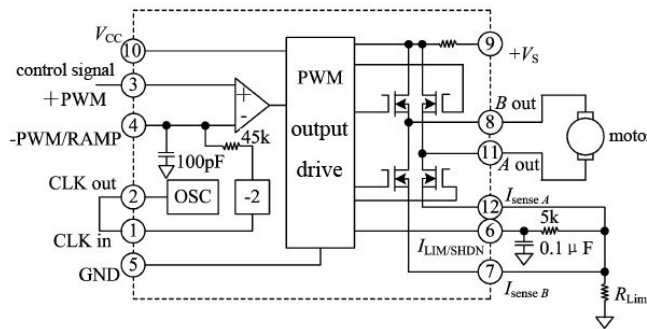 V_CC
10
9
+V_S
control signal
3
+PWM
+
-
PWM
output
drive
B out
8
motor
4
-PWM/RAMP
45k
100pF
11
A out
CLK out
2
OSC
-2
12
I_sense A
5k
1
CLK in
6
I_LIM/SHDN
0.1 μF
5
GND
7
I_sense B
R_Lim